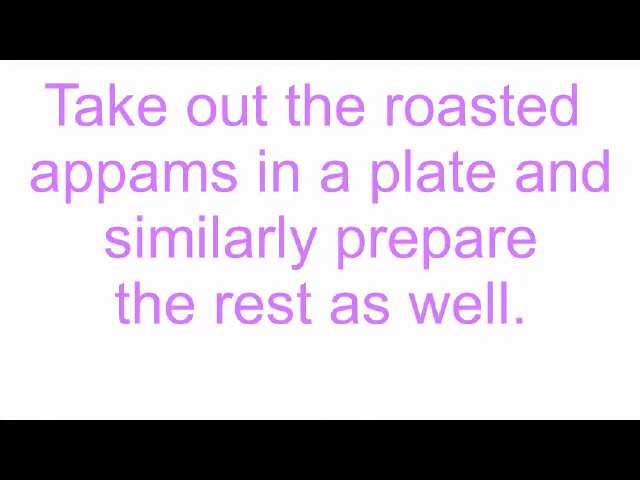 Take out the roasted
appams in a plate and
similarly prepare
the rest as well.